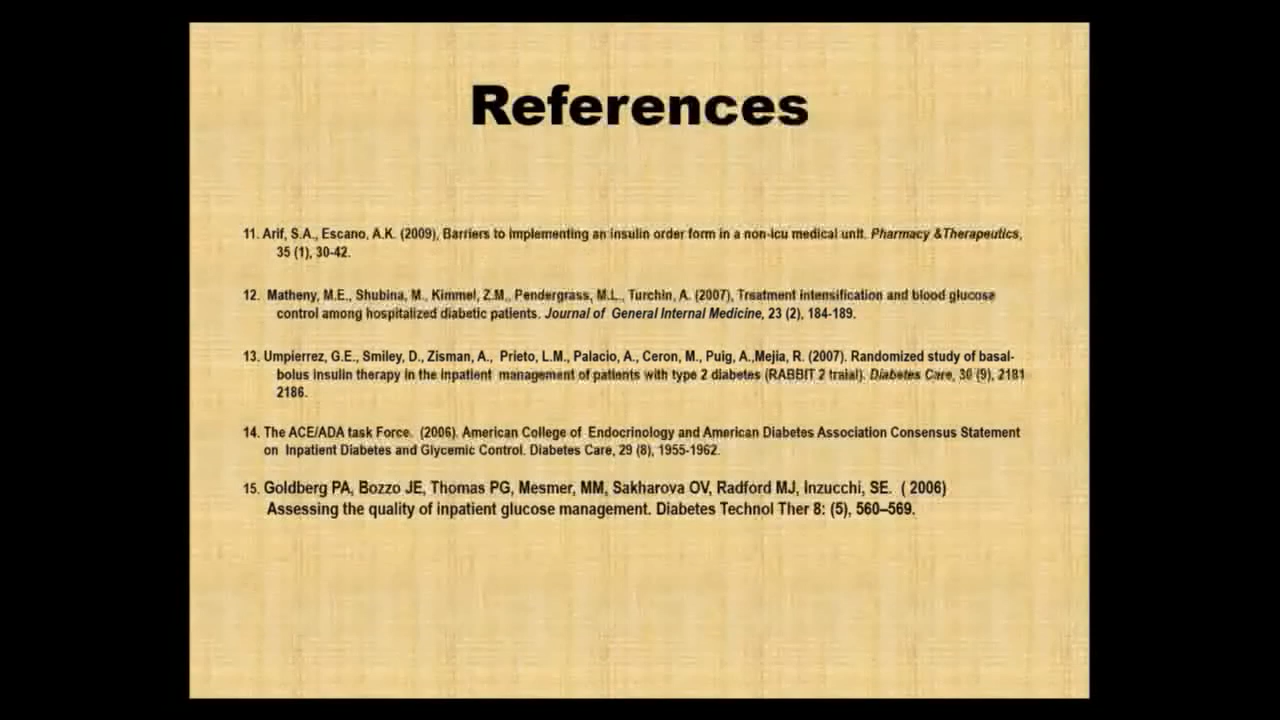 References
11. Arif, S.A., Escano, A.K. (2009), Barriers to implementing an insulin order form in a non-icu medical unit. Pharmacy &Therapeutics,
35 (1), 30-42.
12. Matheny, M.E., Shubina, M., Kimmel, Z.M., Pendergrass, M.L., Turchin, A. (2007), Treatment intensification and blood glucose
control among hospitalized diabetic patients. Journal of General Internal Medicine, 23 (2), 184-189.
13. Umpierrez, G.E., Smiley, D., Zisman, A., Prieto, L.M., Palacio, A., Ceron, M., Puig, A.,Mejia, R. (2007). Randomized study of basal-
bolus insulin therapy in the inpatient management of patients with type 2 diabetes (RABBIT 2 traial). Diabetes Care, 30 (9), 2181
2186.
14. The ACE/ADA task Force. (2006). American College of Endocrinology and American Diabetes Association Consensus Statement
on Inpatient Diabetes and Glycemic Control. Diabetes Care, 29 (8), 1955-1962.
15. Goldberg PA, Bozzo JE, Thomas PG, Mesmer, MM, Sakharova OV, Radford MJ, Inzucchi, SE. ( 2006)
Assessing the quality of inpatient glucose management. Diabetes Technol Ther 8: (5), 560–569.